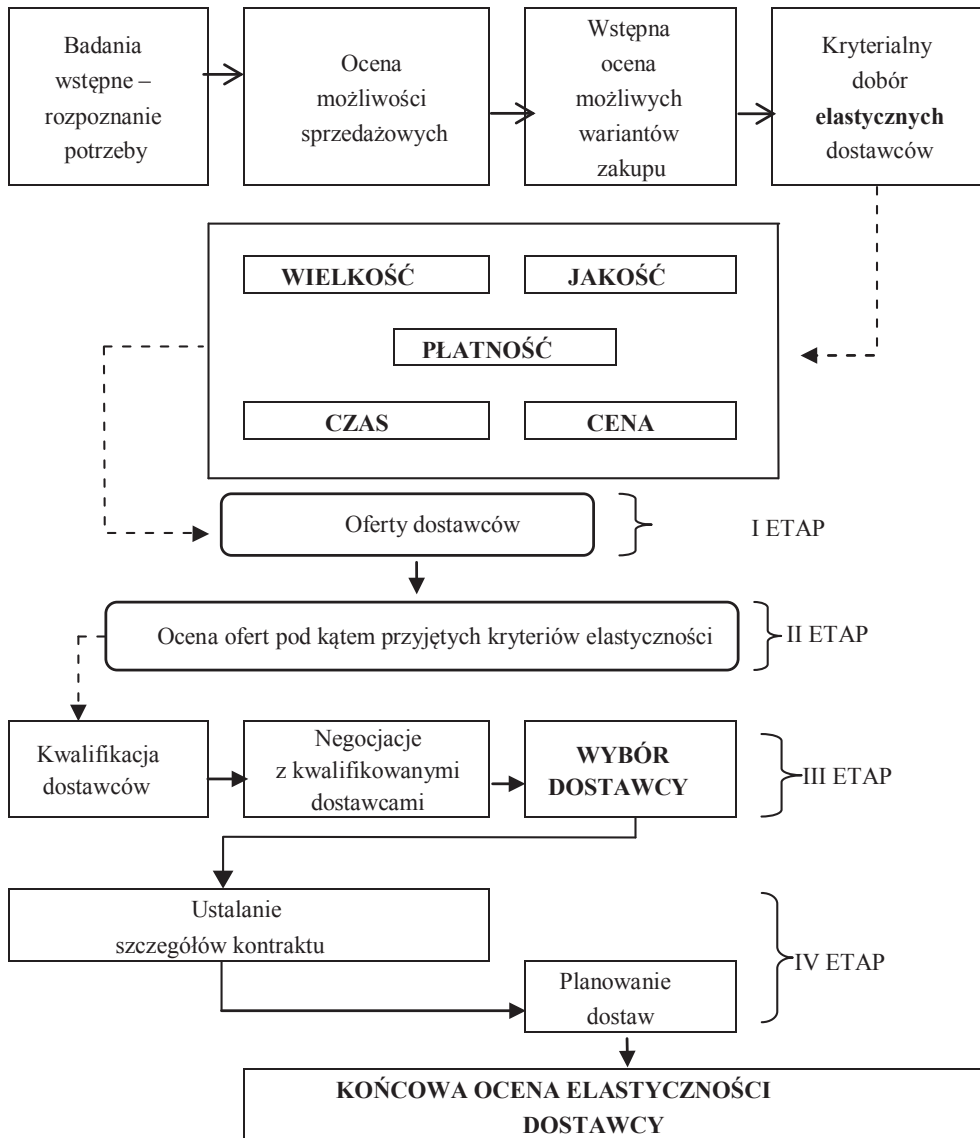 Badania
wstępne –
rozpoznanie
potrzeby
Ocena
możliwości
sprzedażowych
Wstępna
ocena
możliwych
wariantów
zakupu
Kryterialny
dobór
elastycznych
dostawców
WIELKOŚĆ
JAKOŚĆ
PŁATNOŚĆ
CZAS
CENA
Oferty dostawców
I ETAP
Ocena ofert pod kątem przyjętych kryteriów elastyczności
II ETAP
Kwalifikacja
dostawców
Negocjacje
z kwalifikowanymi
dostawcami
WYBÓR
DOSTAWCY
III ETAP
Ustalanie
szczegółów kontraktu
IV ETAP
Planowanie
dostaw
KOŃCOWA OCENA ELASTYCZNOŚCI
DOSTAWCY